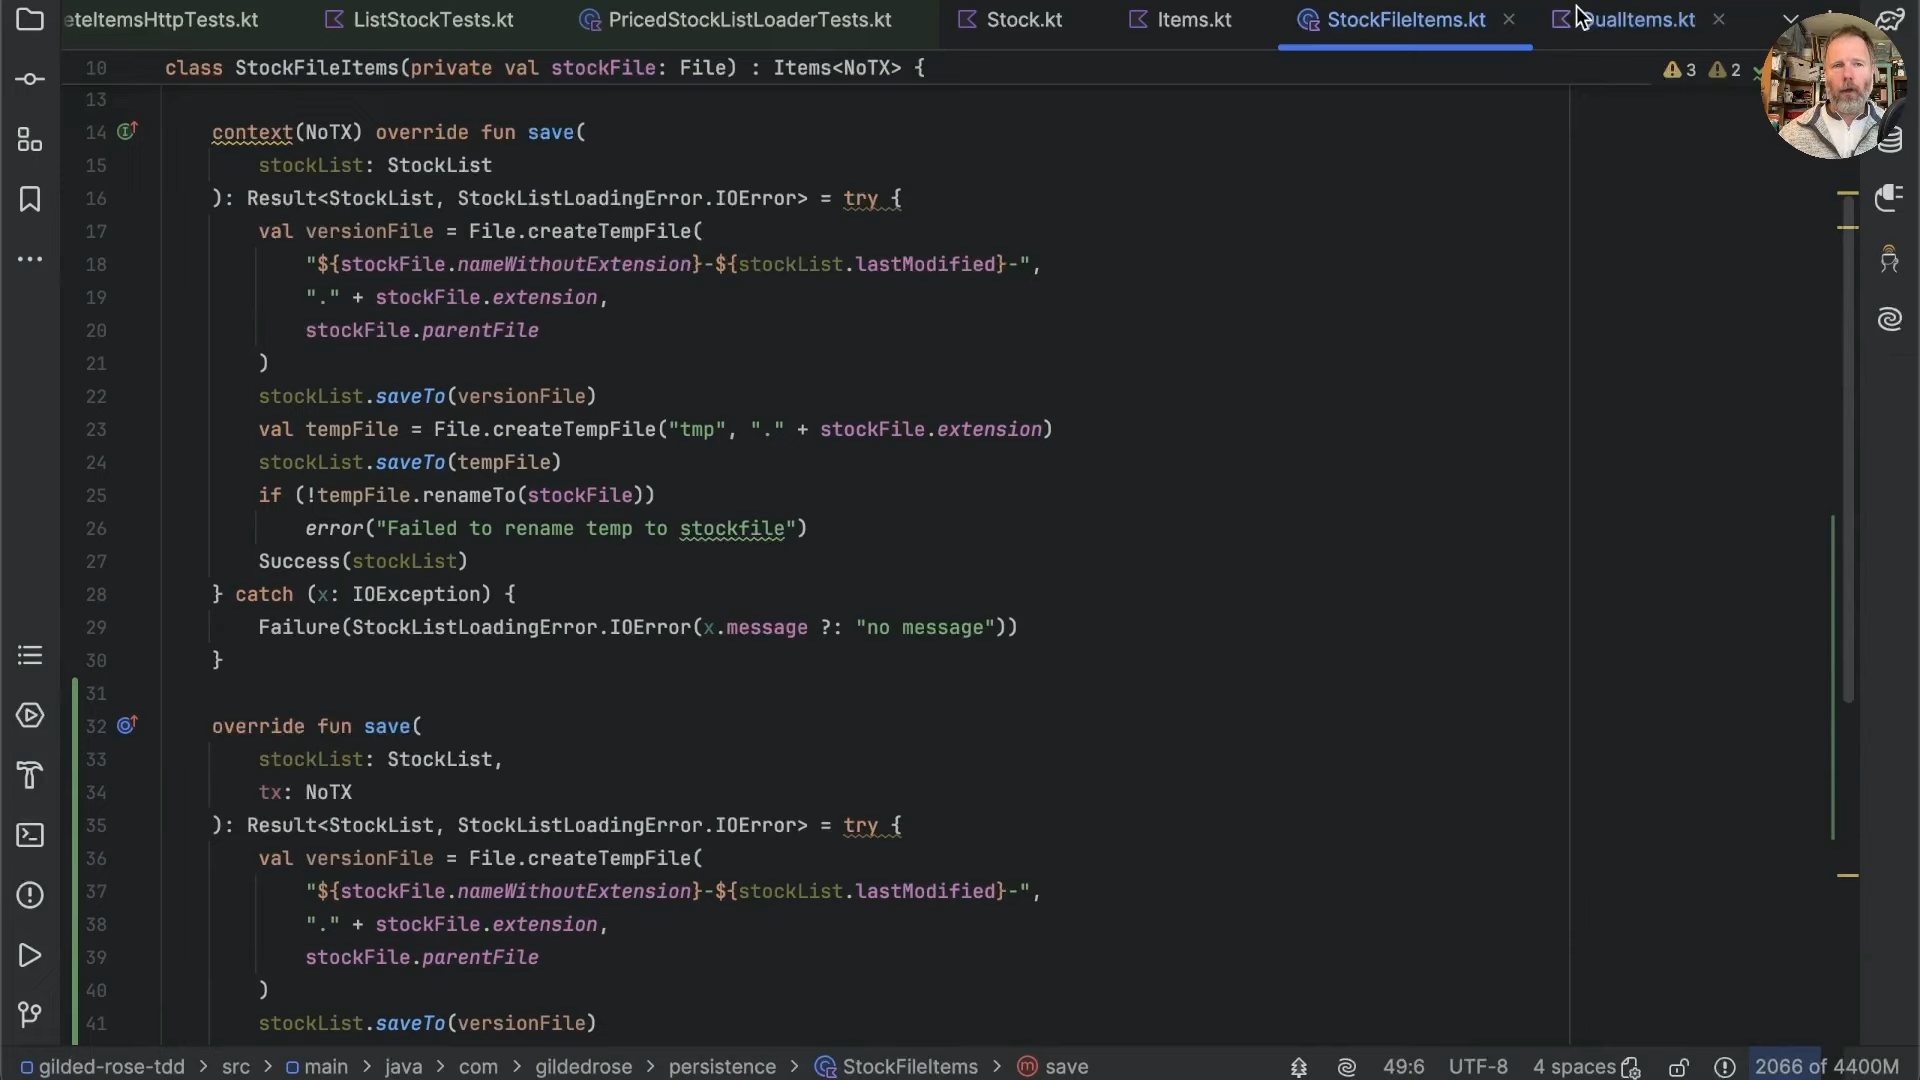 eteItemsHttpTests.kt ListStockTests.kt PricedStockListLoaderTests.kt Stock.kt Items.kt StockFileItems.kt DualItems.kt
10 class StockFileItems(private val stockFile: File) : Items<NoTX> { 3 2
13
14 context(NoTX) override fun save(
15 stockList: StockList
16 ): Result<StockList, StockListLoadingError.IOError> = try {
17 val versionFile = File.createTempFile(
18 "${stockFile.nameWithoutExtension}-${stockList.lastModified}-",
19 "." + stockFile.extension,
20 stockFile.parentFile
21 )
22 stockList.saveTo(versionFile)
23 val tempFile = File.createTempFile("tmp", "." + stockFile.extension)
24 stockList.saveTo(tempFile)
25 if (!tempFile.renameTo(stockFile))
26 error("Failed to rename temp to stockfile")
27 Success(stockList)
28 } catch (x: IOException) {
29 Failure(StockListLoadingError.IOError(x.message ?: "no message"))
30 }
31
32 override fun save(
33 stockList: StockList,
34 tx: NoTX
35 ): Result<StockList, StockListLoadingError.IOError> = try {
36 val versionFile = File.createTempFile(
37 "${stockFile.nameWithoutExtension}-${stockList.lastModified}-",
38 "." + stockFile.extension,
39 stockFile.parentFile
40 )
41 stockList.saveTo(versionFile)
gilded-rose-tdd > src > main > java > com > gildedrose > persistence > StockFileItems > save 49:6 UTF-8 4 spaces 2066 of 4400M